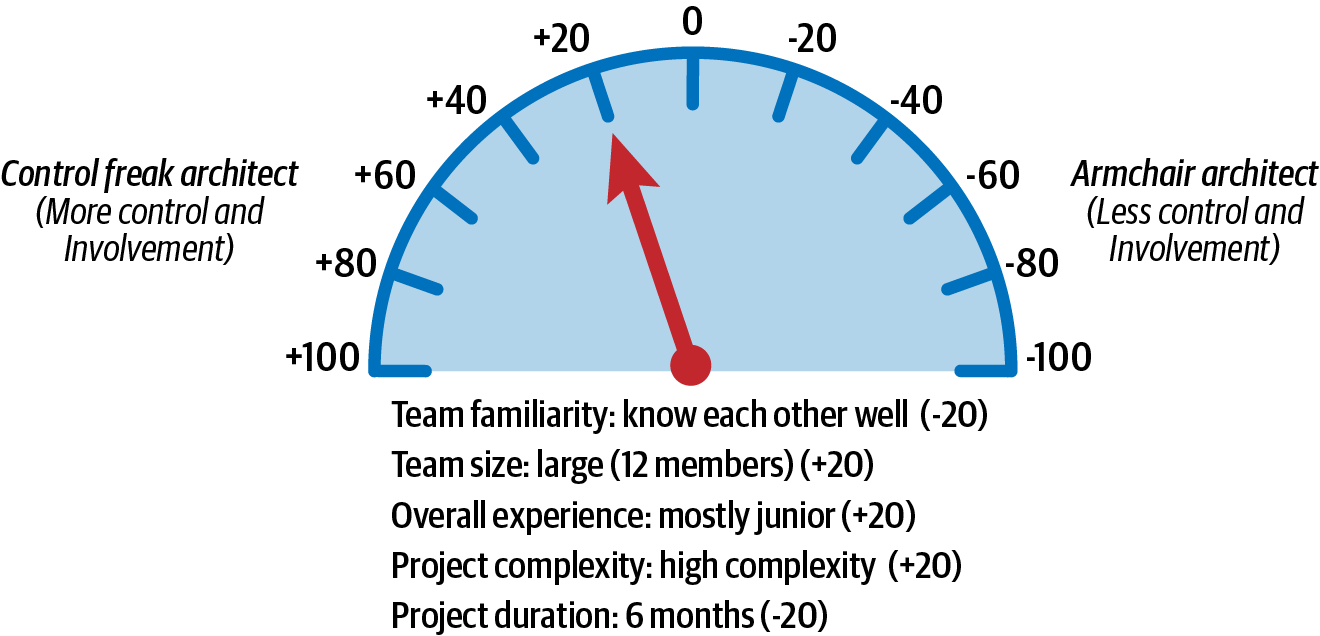 0
+20
-20
+40
-40
Control freak architect
(More control and
Involvement)
+60
-60
Armchair architect
(Less control and
Involvement)
+80
-80
+100
-100
Team familiarity: know each other well (-20)
Team size: large (12 members) (+20)
Overall experience: mostly junior (+20)
Project complexity: high complexity (+20)
Project duration: 6 months (-20)